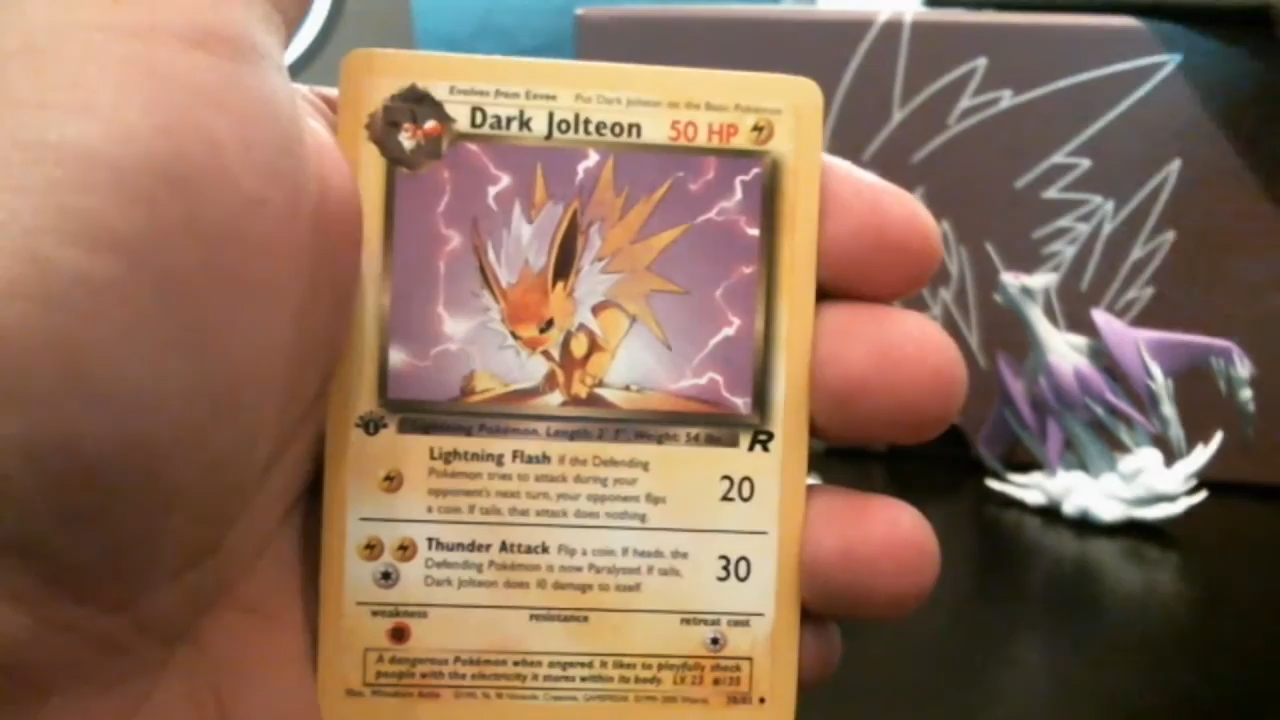 Evolves from Eevee Put Dark Jolteon on the Basic Pokémon
Dark Jolteon 50 HP
1
Lightning Pokémon. Length: 2' 7", Weight: 54 lbs.
R
Lightning Flash If the Defending
Pokémon tries to attack during your
opponent's next turn, your opponent flips
a coin. If tails, that attack does nothing.
20
Thunder Attack Flip a coin. If heads, the
Defending Pokémon is now Paralyzed. If tails,
Dark Jolteon does 10 damage to itself.
30
weakness resistance retreat cost
A dangerous Pokémon when angered. It likes to playfully shock
people with the electricity it stores within its body. LV. 23 #135
Illus.